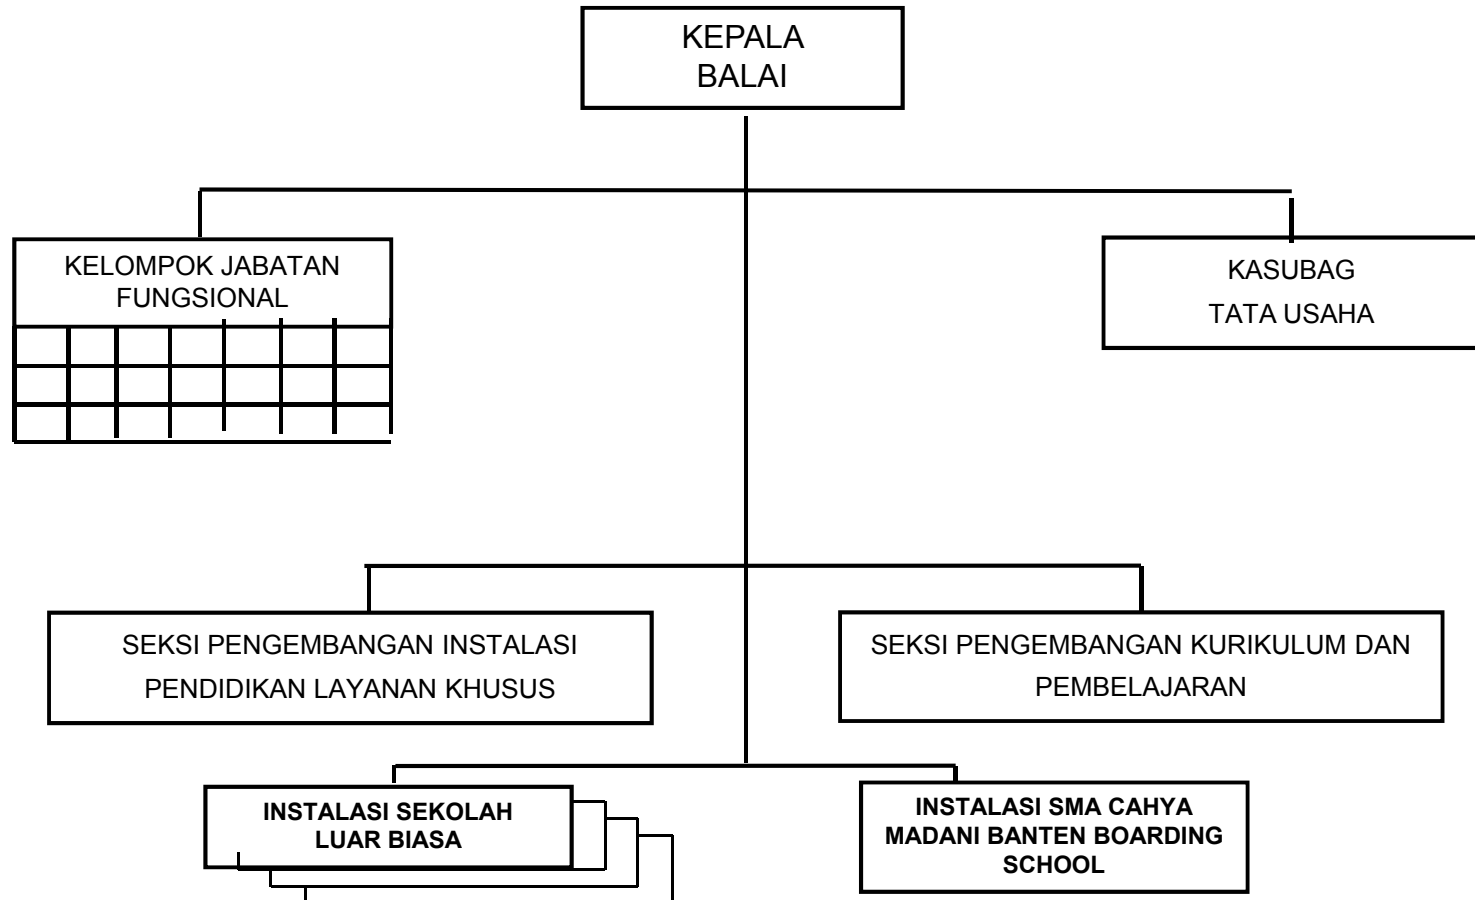 KEPALA
BALAI
KELOMPOK JABATAN
FUNGSIONAL
KASUBAG
TATA USAHA
SEKSI PENGEMBANGAN INSTALASI
PENDIDIKAN LAYANAN KHUSUS
SEKSI PENGEMBANGAN KURIKULUM DAN
PEMBELAJARAN
INSTALASI SEKOLAH
LUAR BIASA
INSTALASI SMA CAHYA
MADANI BANTEN BOARDING
SCHOOL